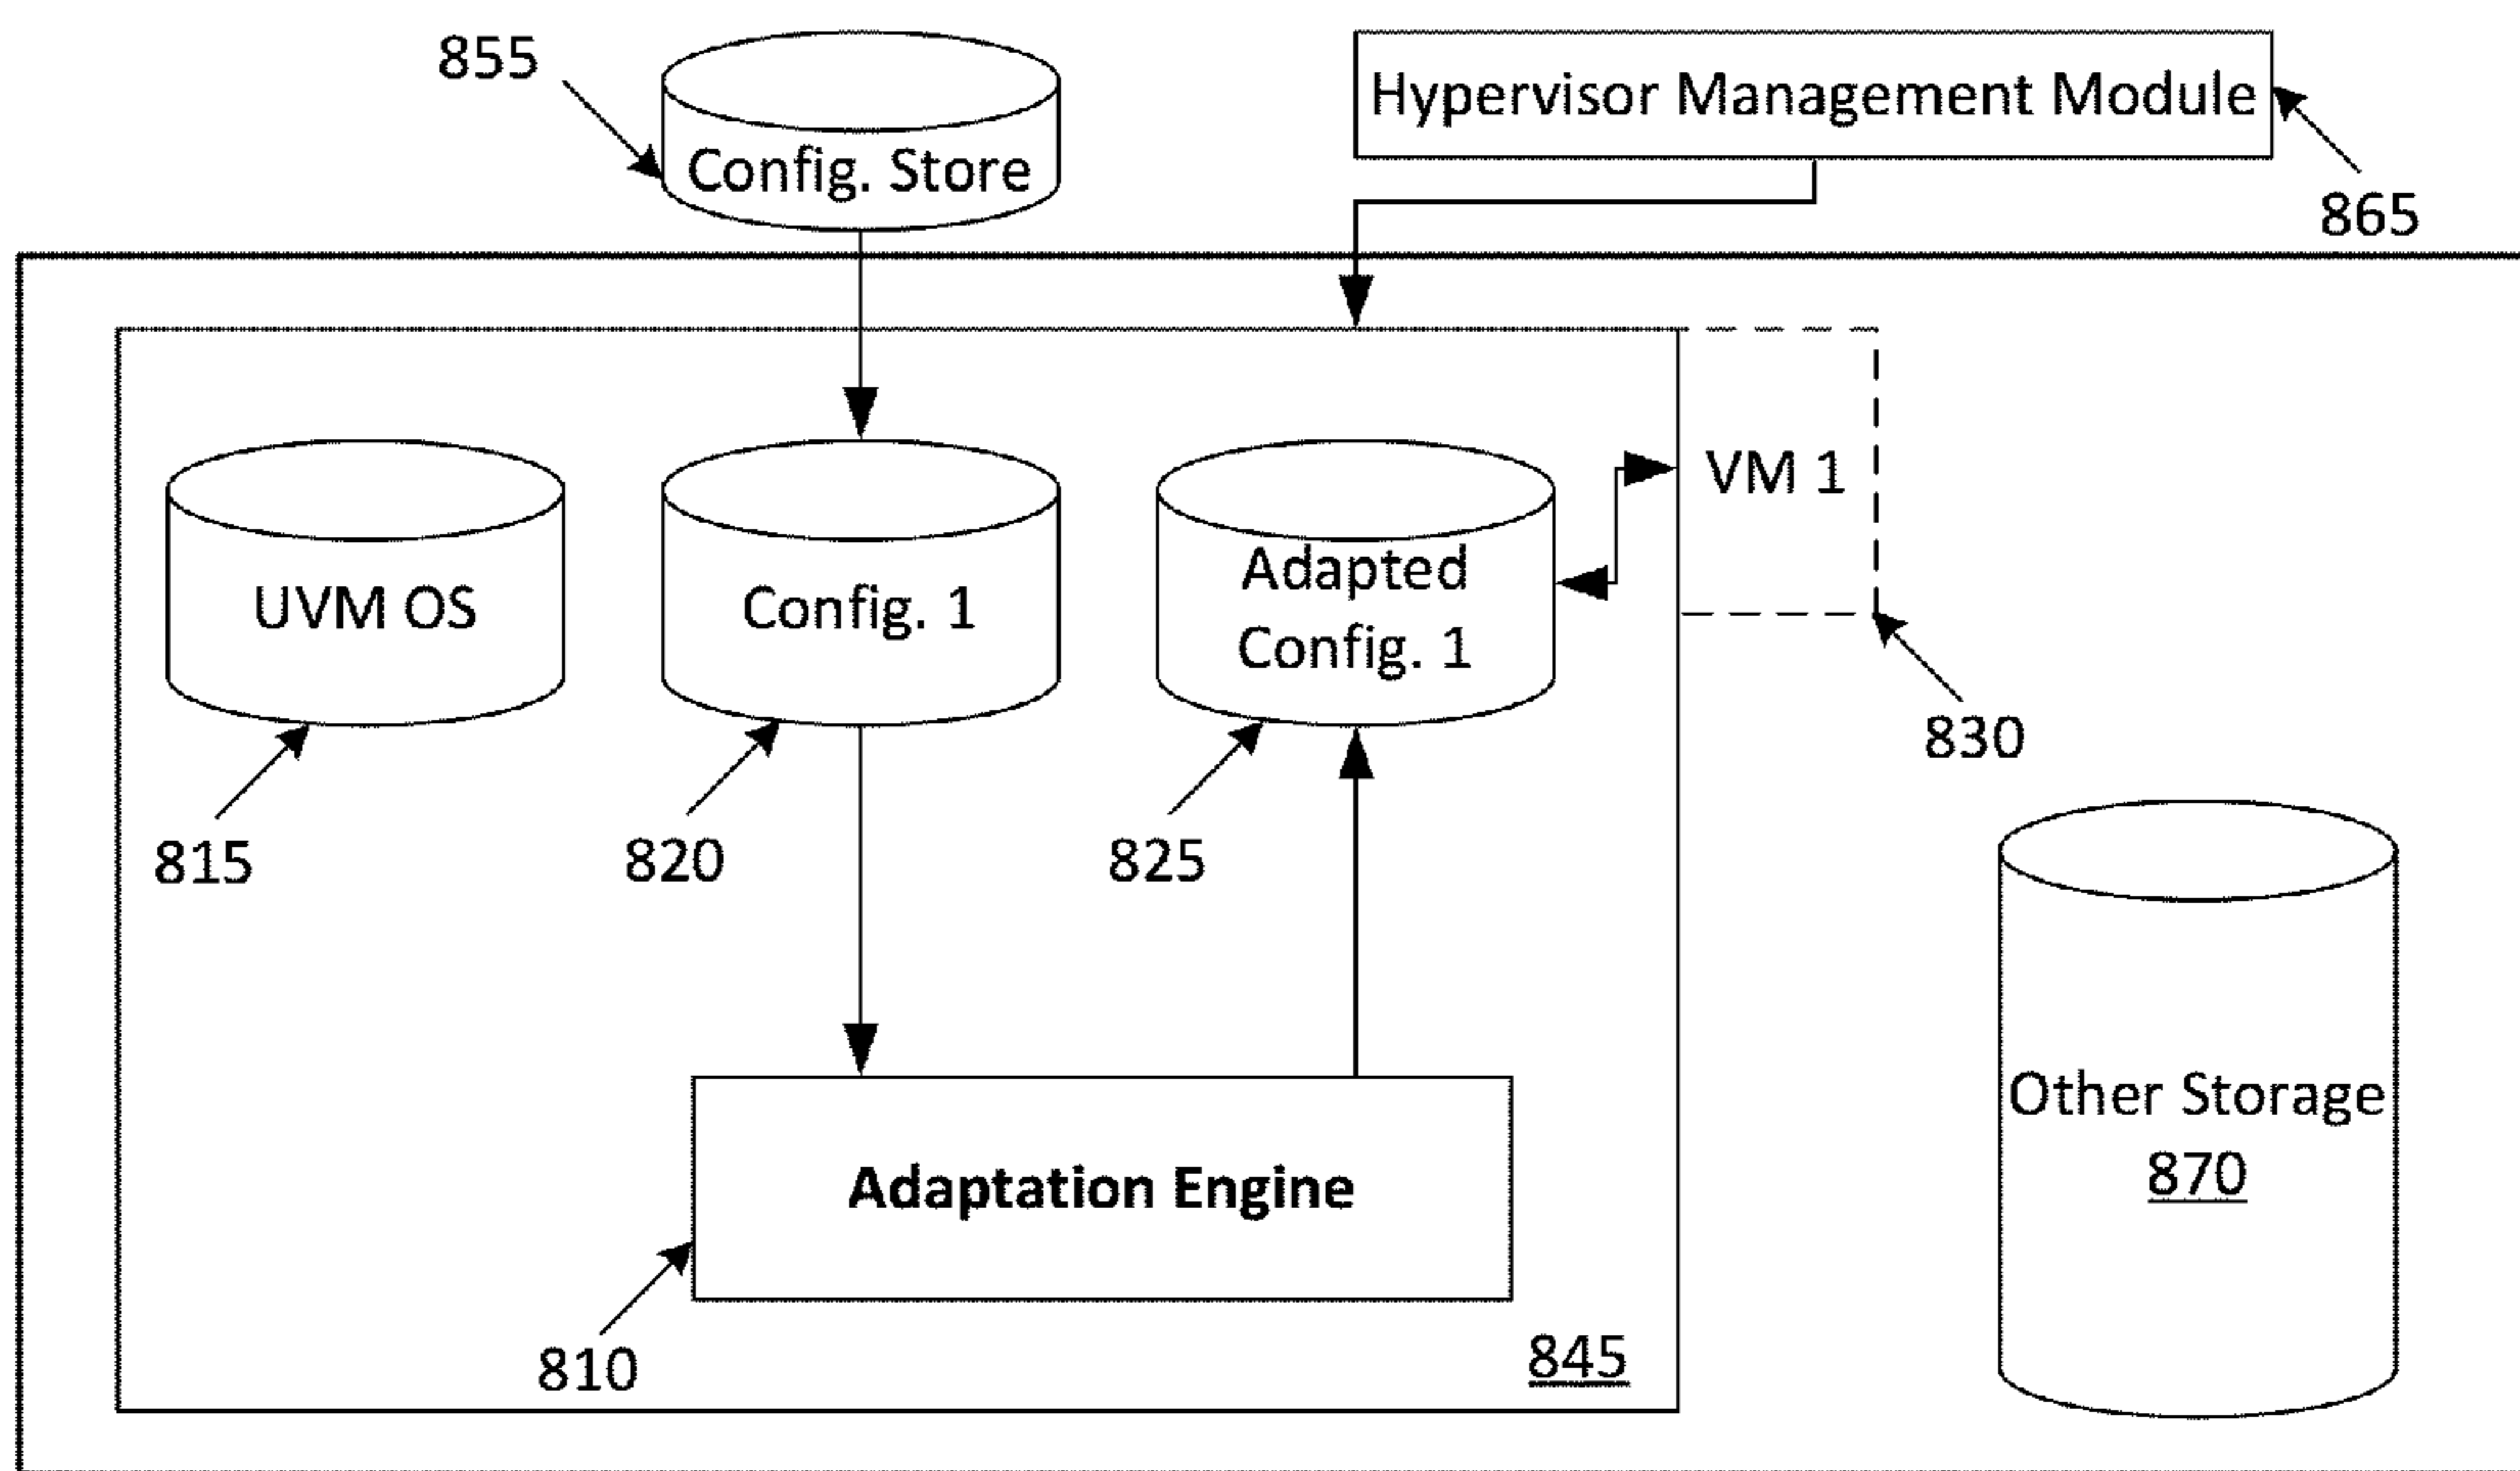 855
Config. Store
Hypervisor Management Module
865
UVM OS
Config. 1
Adapted
Config. 1
VM 1
830
815
820
825
Other Storage
870
Adaptation Engine
810
845